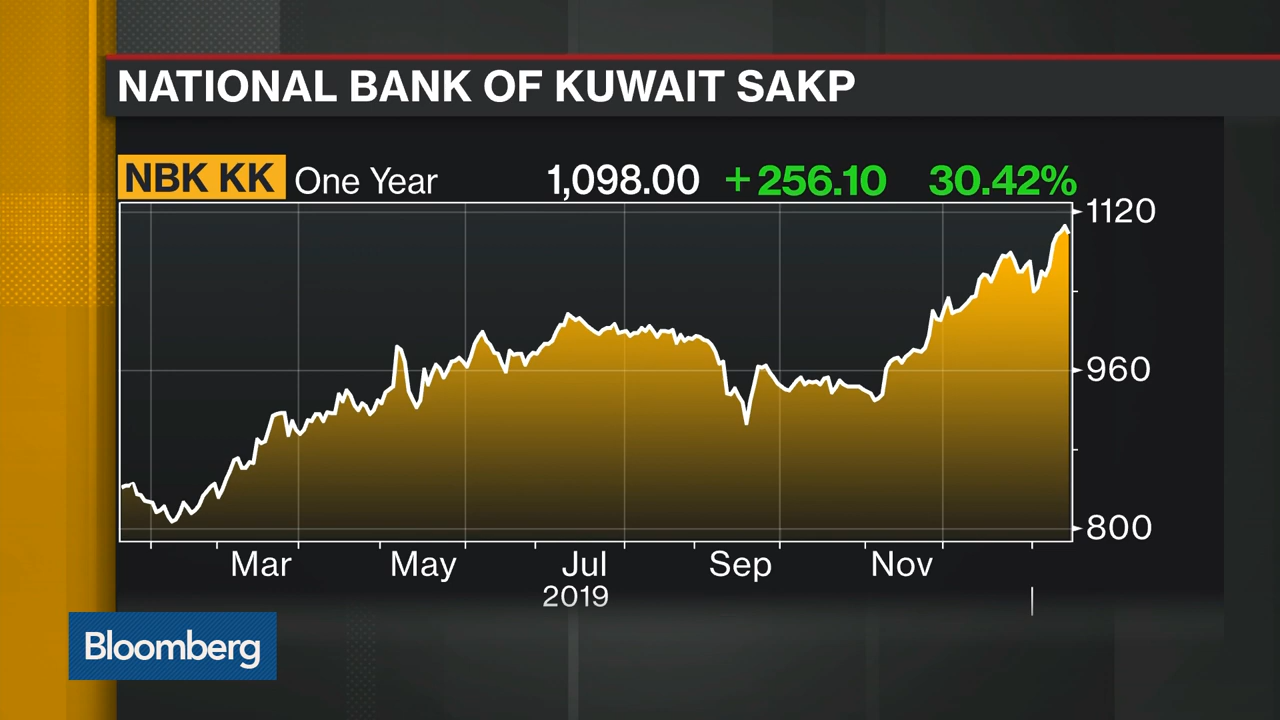 NATIONAL BANK OF KUWAIT SAKP
NBK KK One Year 1,098.00 +256.10 30.42%
1120
960
800
Mar May Jul Sep Nov
2019
Bloomberg